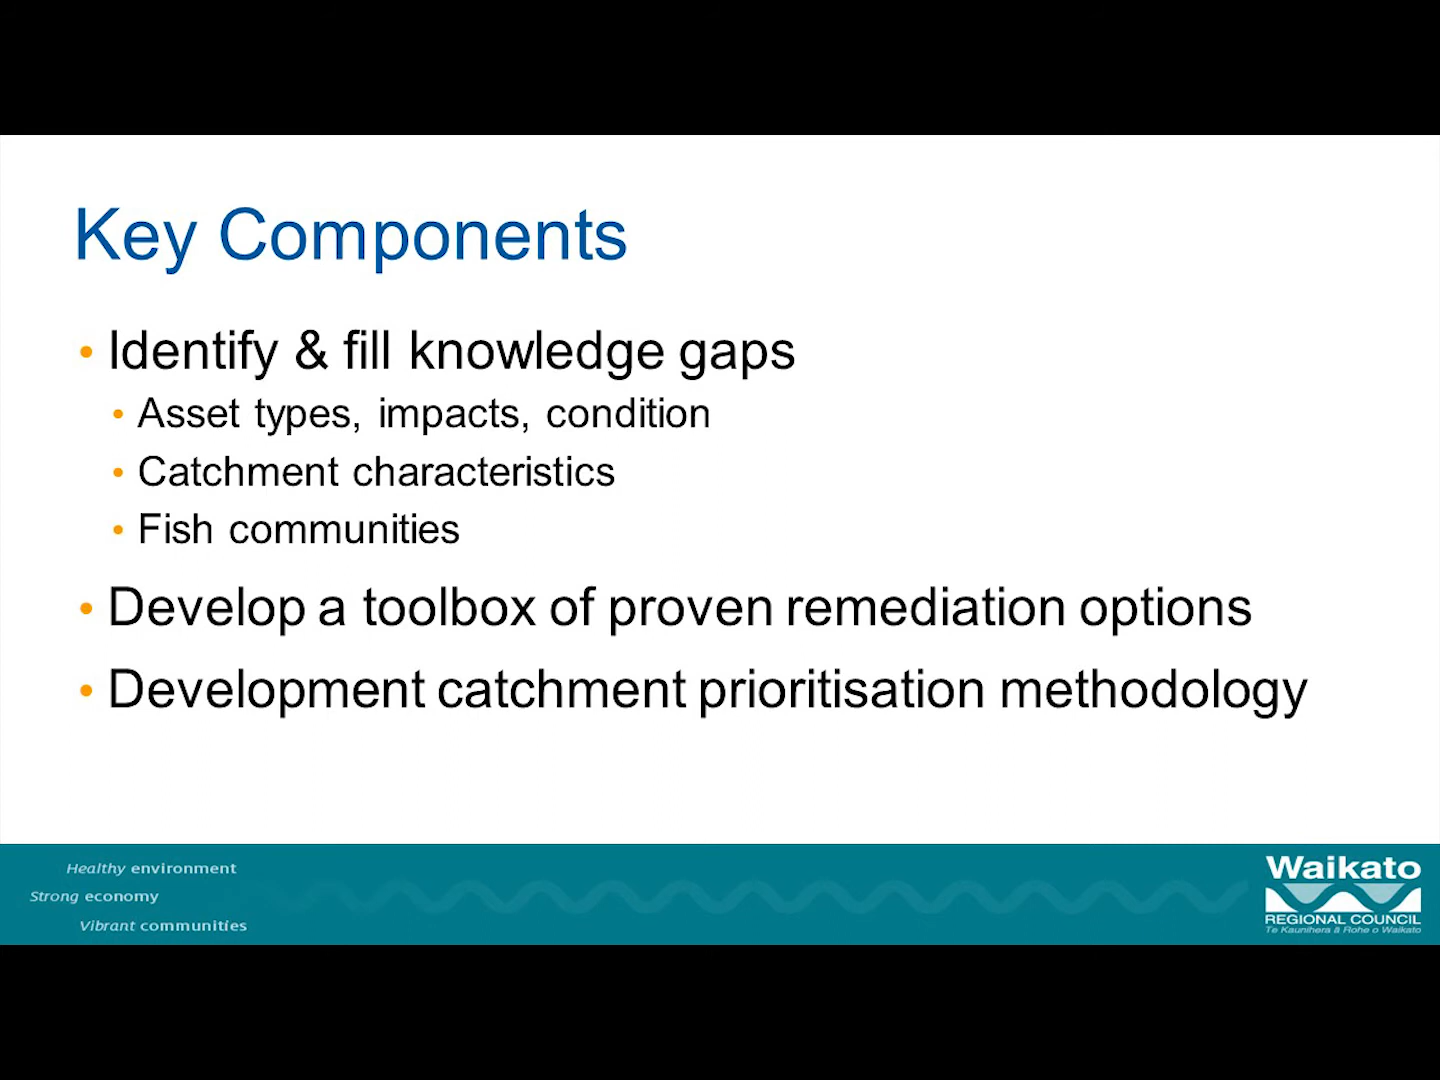 Key Components
• Identify & fill knowledge gaps
• Asset types, impacts, condition
• Catchment characteristics
• Fish communities
• Develop a toolbox of proven remediation options
• Development catchment prioritisation methodology
Healthy environment
Strong economy
Vibrant communities
Waikato
REGIONAL COUNCIL
Te Kaunihera ā Rohe o Waikato